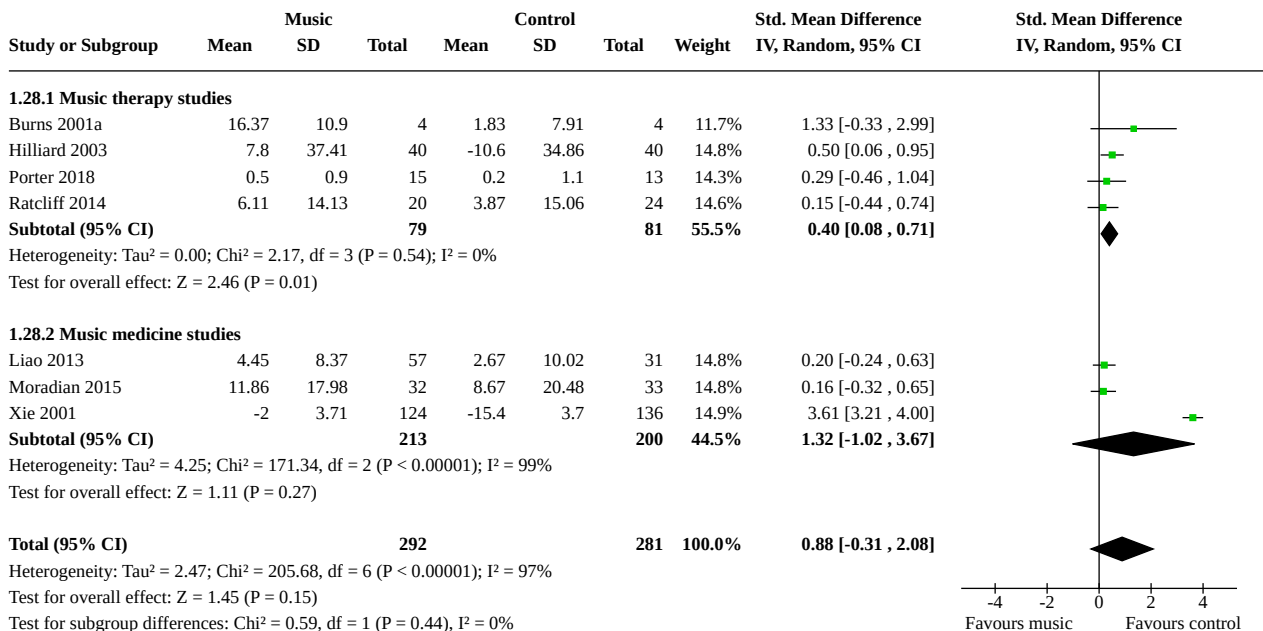 Music Control Std. Mean Difference Std. Mean Difference
Study or Subgroup Mean SD Total Mean SD Total Weight IV, Random, 95% CI IV, Random, 95% CI
1.28.1 Music therapy studies
Burns 2001a 16.37 10.9 4 1.83 7.91 4 11.7% 1.33 [-0.33 , 2.99]
Hilliard 2003 7.8 37.41 40 -10.6 34.86 40 14.8% 0.50 [0.06 , 0.95]
Porter 2018 0.5 0.9 15 0.2 1.1 13 14.3% 0.29 [-0.46 , 1.04]
Ratcliff 2014 6.11 14.13 20 3.87 15.06 24 14.6% 0.15 [-0.44 , 0.74]
Subtotal (95% CI) 79 81 55.5% 0.40 [0.08 , 0.71]
Heterogeneity: Tau² = 0.00; Chi² = 2.17, df = 3 (P = 0.54); I² = 0%
Test for overall effect: Z = 2.46 (P = 0.01)
1.28.2 Music medicine studies
Liao 2013 4.45 8.37 57 2.67 10.02 31 14.8% 0.20 [-0.24 , 0.63]
Moradian 2015 11.86 17.98 32 8.67 20.48 33 14.8% 0.16 [-0.32 , 0.65]
Xie 2001 -2 3.71 124 -15.4 3.7 136 14.9% 3.61 [3.21 , 4.00]
Subtotal (95% CI) 213 200 44.5% 1.32 [-1.02 , 3.67]
Heterogeneity: Tau² = 4.25; Chi² = 171.34, df = 2 (P < 0.00001); I² = 99%
Test for overall effect: Z = 1.11 (P = 0.27)
Total (95% CI) 292 281 100.0% 0.88 [-0.31 , 2.08]
Heterogeneity: Tau² = 2.47; Chi² = 205.68, df = 6 (P < 0.00001); I² = 97%
Test for overall effect: Z = 1.45 (P = 0.15)
-4 -2 0 2 4
Test for subgroup differences: Chi² = 0.59, df = 1 (P = 0.44), I² = 0%
Favours music Favours control